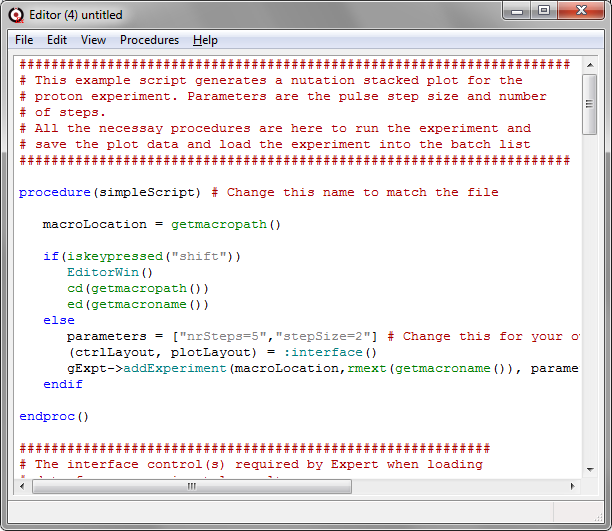 Editor (4) untitled
File Edit View Procedures Help
#####################################################################
# This example script generates a nutation stacked plot for the
# proton experiment. Parameters are the pulse step size and number
# of steps.
# All the necessay procedures are here to run the experiment and
# save the plot data and load the experiment into the batch list
#####################################################################
procedure(simpleScript) # Change this name to match the file
macroLocation = getmacropath()
if(iskeypressed("shift"))
EditorWin()
cd(getmacropath())
ed(getmacroname())
else
parameters = ["nrSteps=5","stepSize=2"] # Change this for your o
(ctrlLayout, plotLayout) = :interface()
gExpt->addExperiment(macroLocation,rmext(getmacroname()), parame
endif
endproc()
###########################################################
# The interface control(s) required by Expert when loading